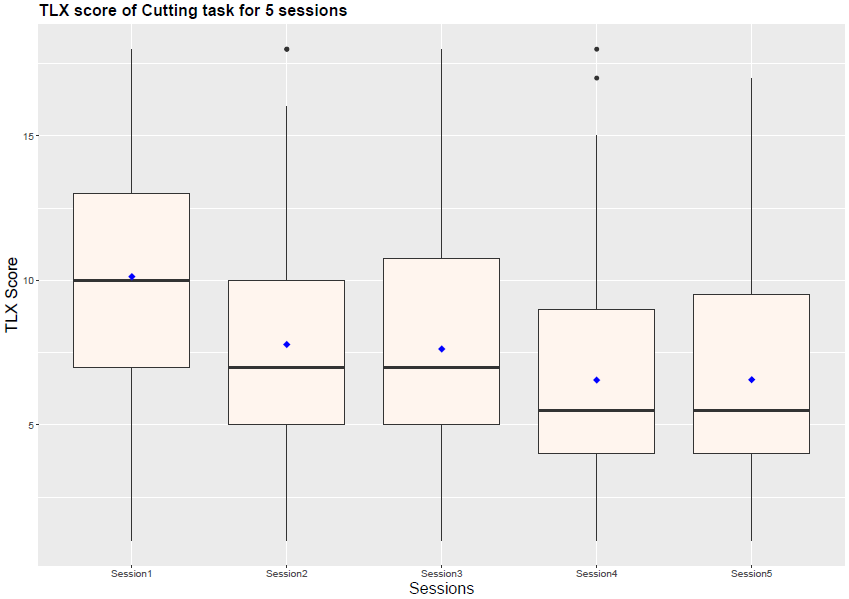 TLX score of Cutting task for 5 sessions
TLX Score
15
10
5
Session1 Session2 Session3 Session4 Session5
Sessions